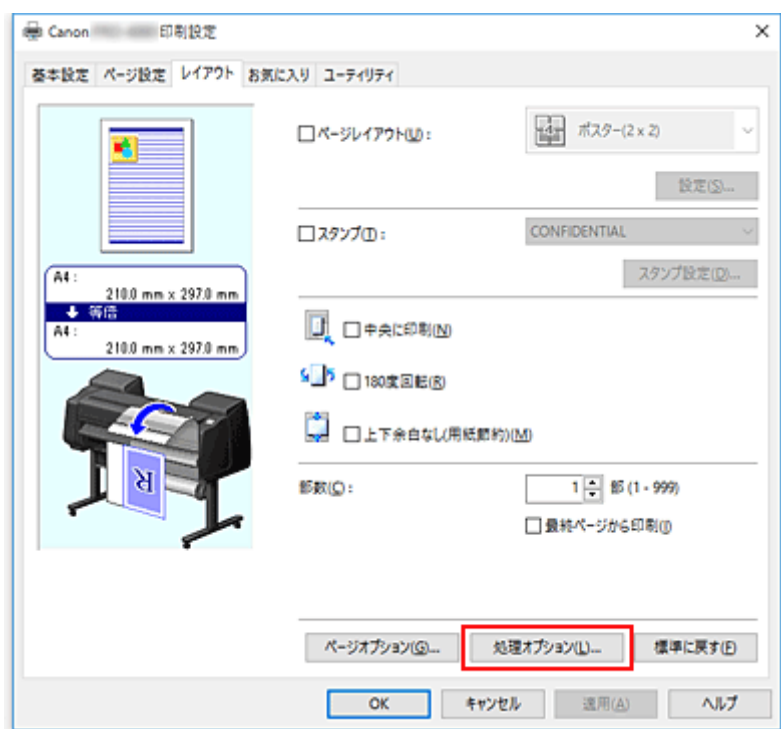 Canon 印刷設定
基本設定 ページ設定 レイアウト お気に入り ユーティリティ
ページレイアウト(U) :
ポスター(2 x 2)
設定(S)...
スタンプ(T) :
CONFIDENTIAL
スタンプ設定(D)...
A4 :
210.0 mm x 297.0 mm
等倍
A4 :
210.0 mm x 297.0 mm
中央に印刷(N)
180度回転(R)
上下余白なし(用紙節約)(M)
R
部数(C) :
1 部 (1 - 999)
最終ページから印刷(I)
ページオプション(G)... 処理オプション(L)... 標準に戻す(F)
OK キャンセル 適用(A) ヘルプ